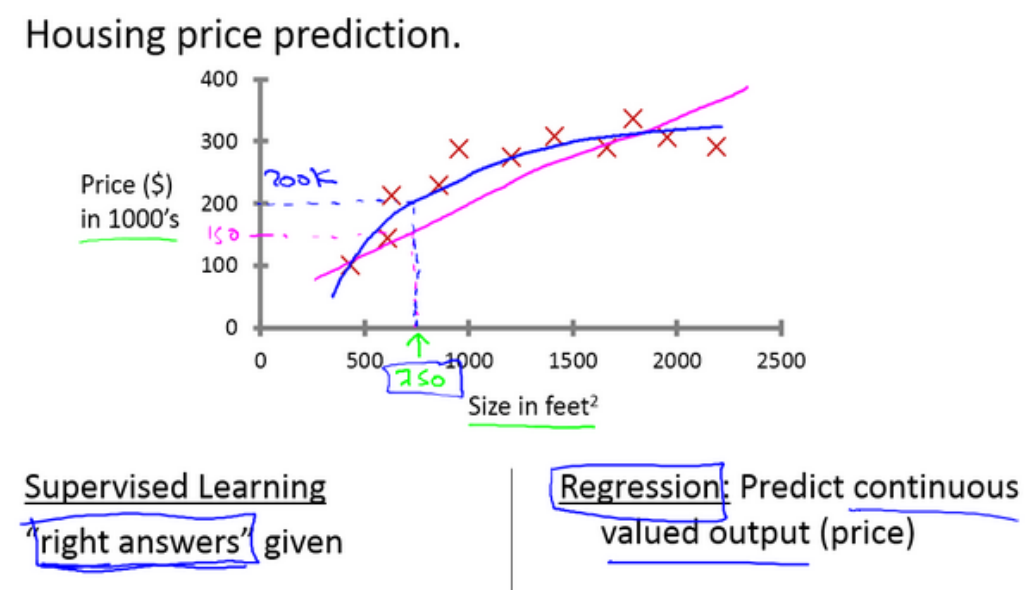 Housing price prediction.
400
300
200K
Price ($)
in 1000's
200
150
100
0
0 500 1000 1500 2000 2500
750
Size in feet²
Supervised Learning
"right answers" given
Regression: Predict continuous
valued output (price)